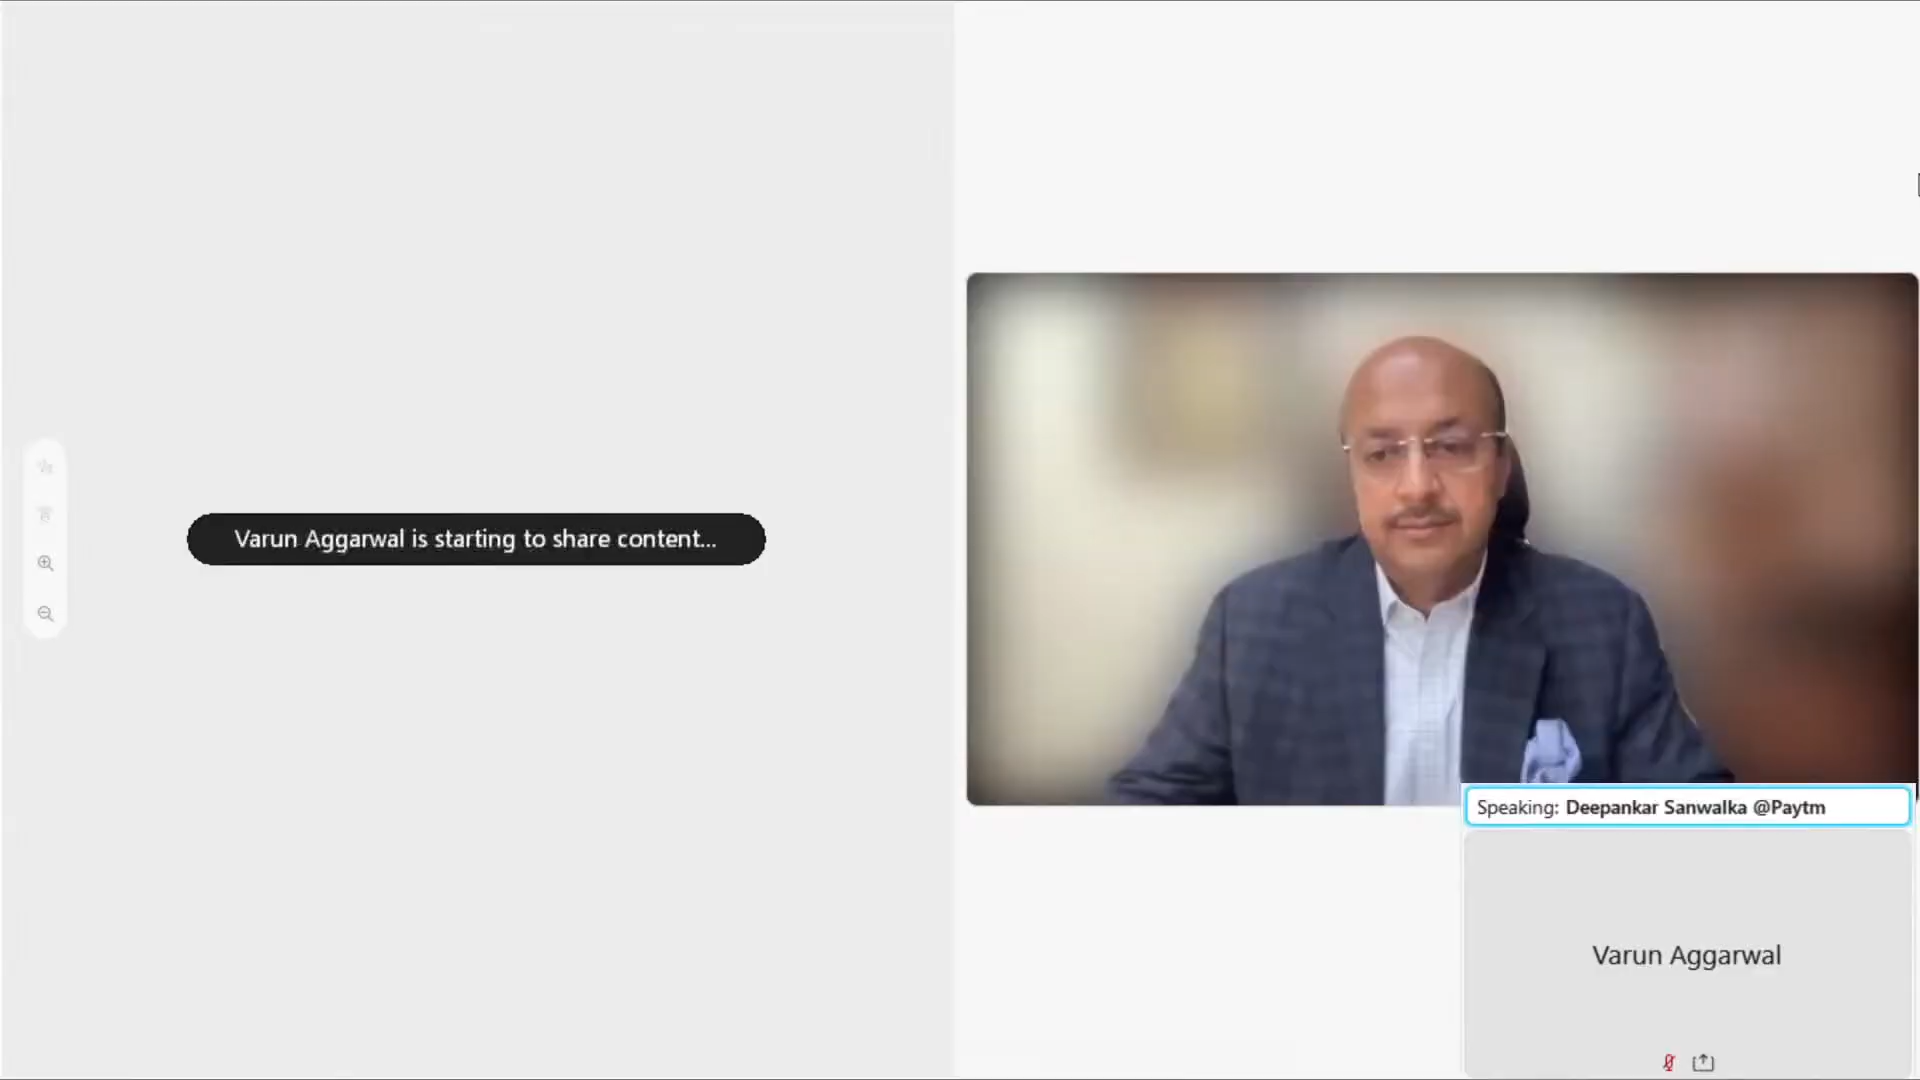 Varun Aggarwal is starting to share content...
Speaking: Deepankar Sanwalka @Paytm
Varun Aggarwal